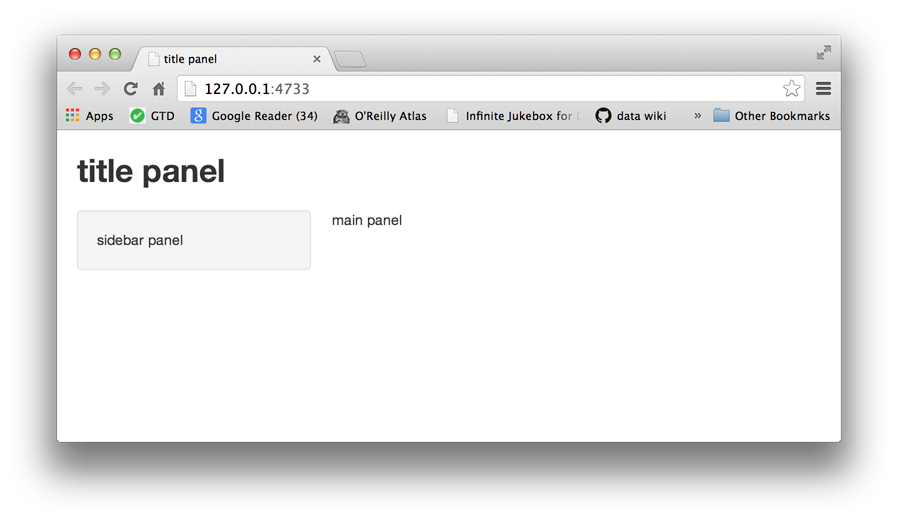 title panel
127.0.0.1:4733
Apps GTD Google Reader (34) O'Reilly Atlas Infinite Jukebox for data wiki » Other Bookmarks
title panel
sidebar panel
main panel